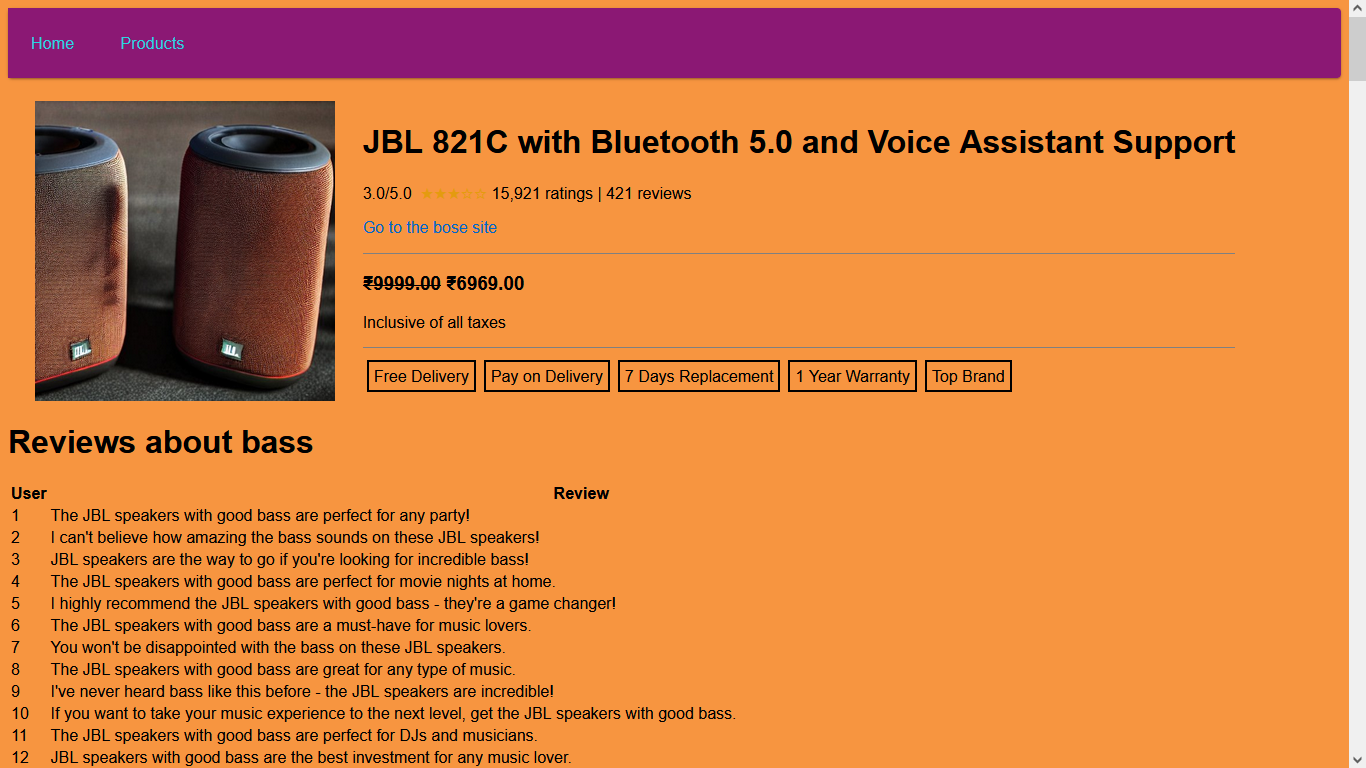 Home Products
JBL 821C with Bluetooth 5.0 and Voice Assistant Support
3.0/5.0 ★★★☆☆ 15,921 ratings | 421 reviews
Go to the bose site
₹9999.00 ₹6969.00
Inclusive of all taxes
Free Delivery Pay on Delivery 7 Days Replacement 1 Year Warranty Top Brand
Reviews about bass
User Review
1 The JBL speakers with good bass are perfect for any party!
2 I can't believe how amazing the bass sounds on these JBL speakers!
3 JBL speakers are the way to go if you're looking for incredible bass!
4 The JBL speakers with good bass are perfect for movie nights at home.
5 I highly recommend the JBL speakers with good bass - they're a game changer!
6 The JBL speakers with good bass are a must-have for music lovers.
7 You won't be disappointed with the bass on these JBL speakers.
8 The JBL speakers with good bass are great for any type of music.
9 I've never heard bass like this before - the JBL speakers are incredible!
10 If you want to take your music experience to the next level, get the JBL speakers with good bass.
11 The JBL speakers with good bass are perfect for DJs and musicians.
12 JBL speakers with good bass are the best investment for any music lover.